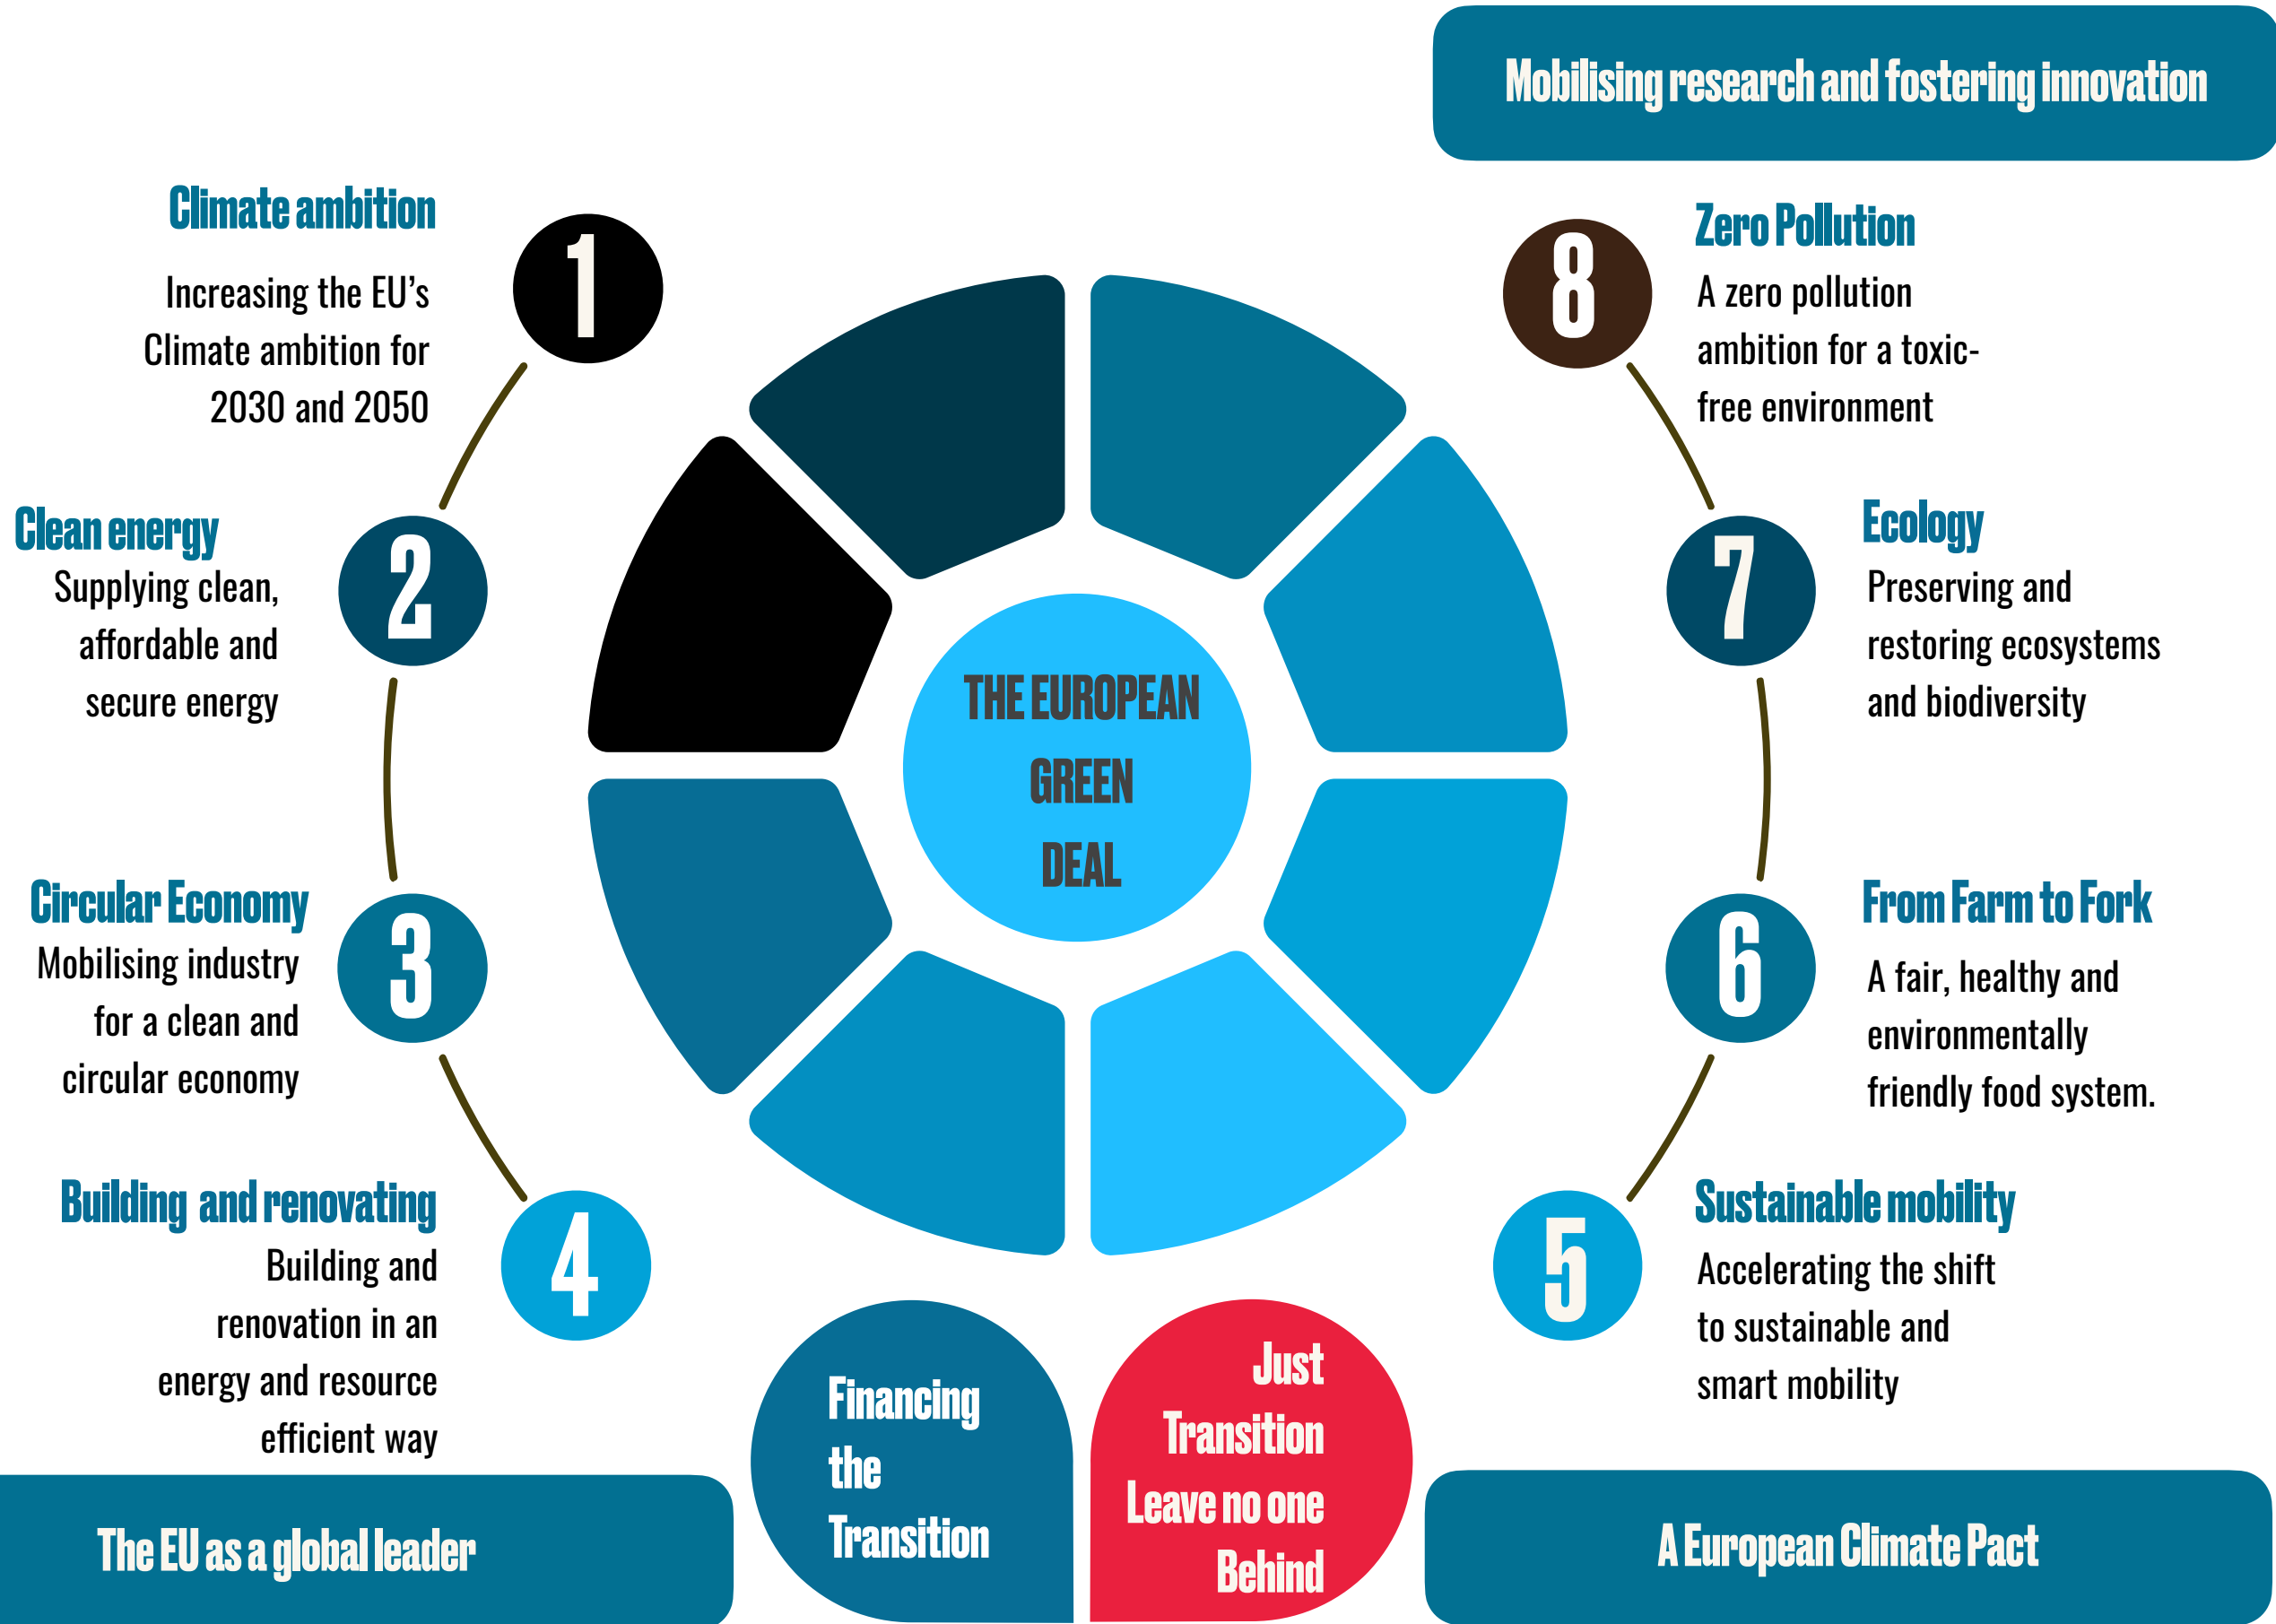 Mobilising research and fostering innovation
Climate ambition
Increasing the EU’s
Climate ambition for
2030 and 2050
1
Clean energy
Supplying clean,
affordable and
secure energy
2
Circular Economy
Mobilising industry
for a clean and
circular economy
3
Building and renovating
Building and
renovation in an
energy and resource
efficient way
4
THE EUROPEAN
GREEN
DEAL
8
Zero Pollution
A zero pollution
ambition for a toxic-
free environment
7
Ecology
Preserving and
restoring ecosystems
and biodiversity
6
From Farm to Fork
A fair, healthy and
environmentally
friendly food system.
5
Sustainable mobility
Accelerating the shift
to sustainable and
smart mobility
Financing
the
Transition
Just
Transition
Leave no one
Behind
The EU as a global leader
A European Climate Pact